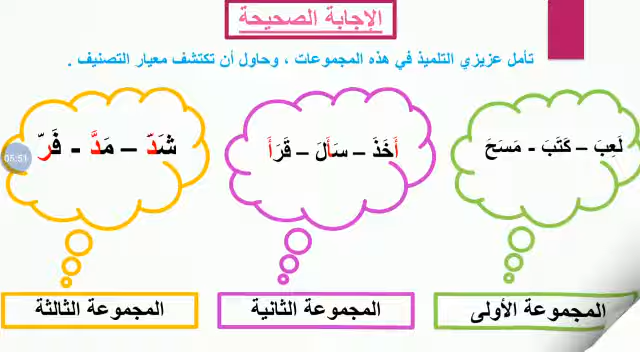 الإجابة الصحيحة
تأمل عزيزي التلميذ في هذه المجموعات ، وحاول أن تكتشف معيار التصنيف .
لَعِبَ – كَتَبَ - مَسَحَ
أَخَذَ – سَأَلَ – قَرَأَ
شَدَّ – مَدَّ - فَرّ
05:51
المجموعة الأولى
المجموعة الثانية
المجموعة الثالثة